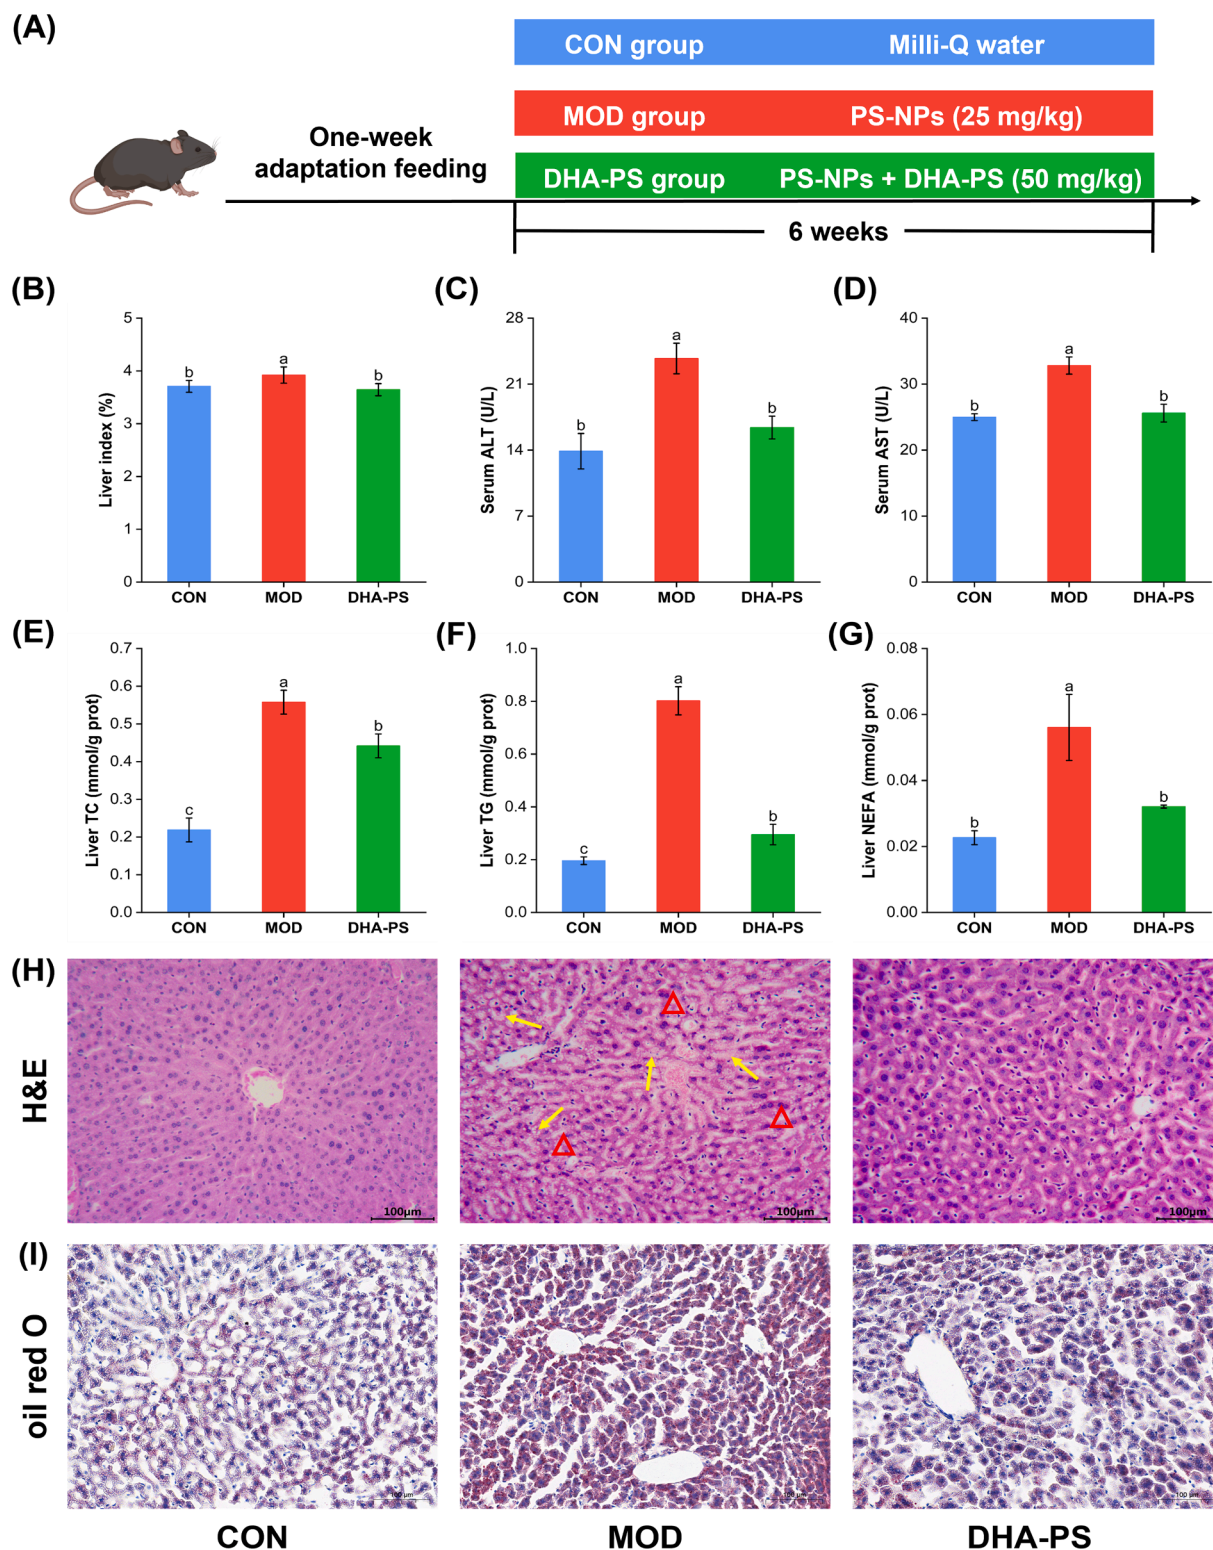 (A)
CON group Milli-Q water
MOD group PS-NPs (25 mg/kg)
DHA-PS group PS-NPs + DHA-PS (50 mg/kg)
One-week
adaptation feeding
6 weeks
(B)
Liver index (%)
5
4
3
2
1
0
b
a
b
CON MOD DHA-PS
(C)
Serum ALT (U/L)
28
21
14
7
0
b
a
b
CON MOD DHA-PS
(D)
Serum AST (U/L)
40
30
20
10
0
b
a
b
CON MOD DHA-PS
(E)
Liver TC (mmol/g prot)
0.7
0.6
0.5
0.4
0.3
0.2
0.1
0.0
c
a
b
CON MOD DHA-PS
(F)
Liver TG (mmol/g prot)
1.0
0.8
0.6
0.4
0.2
0.0
c
a
b
CON MOD DHA-PS
(G)
Liver NEFA (mmol/g prot)
0.08
0.06
0.04
0.02
0.00
b
a
b
CON MOD DHA-PS
(H)
H&E
100μm
100μm
100μm
(I)
oil red O
100 μm
100 μm
100 μm
CON MOD DHA-PS